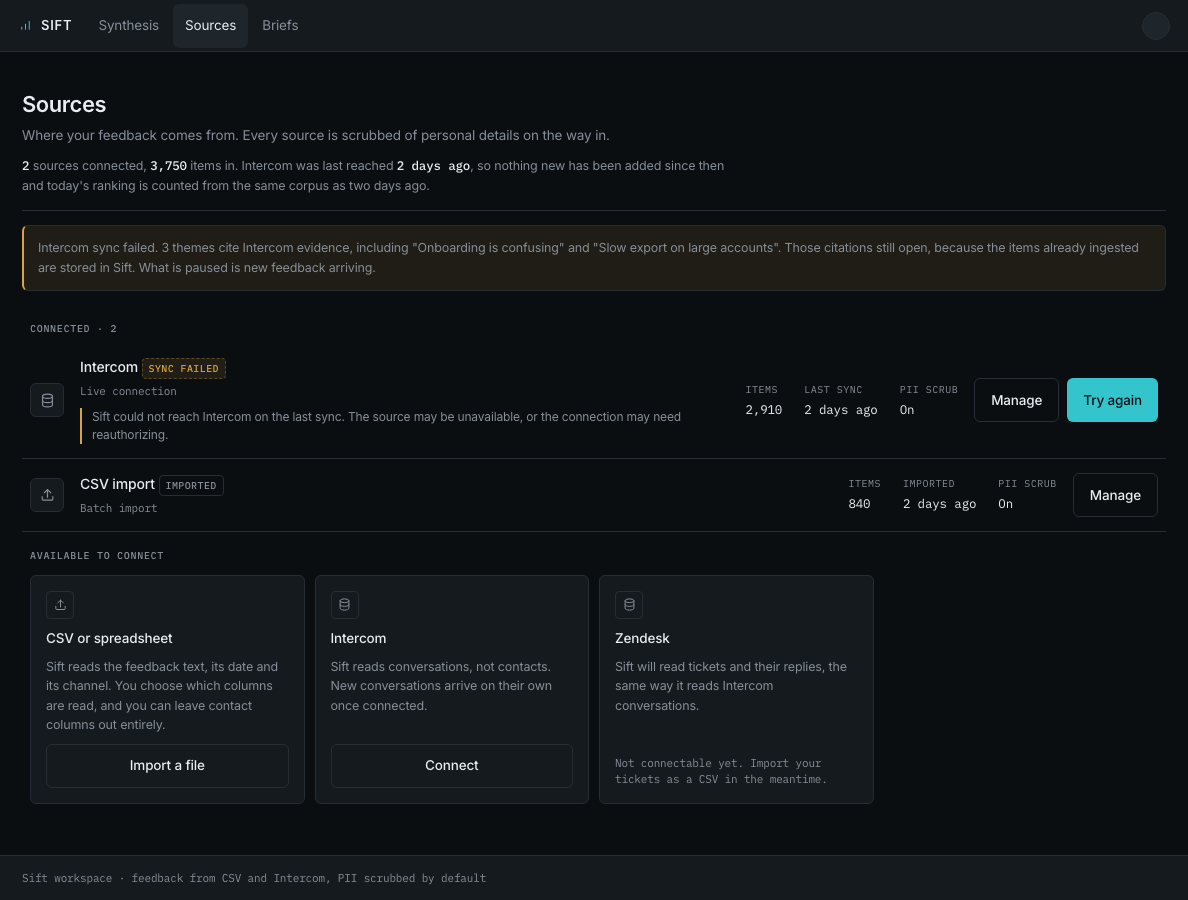 SIFT Synthesis Sources Briefs
Sources
Where your feedback comes from. Every source is scrubbed of personal details on the way in.
2 sources connected, 3,750 items in. Intercom was last reached 2 days ago, so nothing new has been added since then
and today's ranking is counted from the same corpus as two days ago.
Intercom sync failed. 3 themes cite Intercom evidence, including "Onboarding is confusing" and "Slow export on large accounts". Those citations still open, because the items already ingested
are stored in Sift. What is paused is new feedback arriving.
CONNECTED · 2
Intercom SYNC FAILED
Live connection
Sift could not reach Intercom on the last sync. The source may be unavailable, or the connection may need
reauthorizing.
ITEMS LAST SYNC PII SCRUB
2,910 2 days ago On
Manage Try again
CSV import IMPORTED
Batch import
ITEMS IMPORTED PII SCRUB
840 2 days ago On
Manage
AVAILABLE TO CONNECT
CSV or spreadsheet
Sift reads the feedback text, its date and
its channel. You choose which columns
are read, and you can leave contact
columns out entirely.
Import a file
Intercom
Sift reads conversations, not contacts.
New conversations arrive on their own
once connected.
Connect
Zendesk
Sift will read tickets and their replies, the
same way it reads Intercom
conversations.
Not connectable yet. Import your
tickets as a CSV in the meantime.
Sift workspace · feedback from CSV and Intercom, PII scrubbed by default